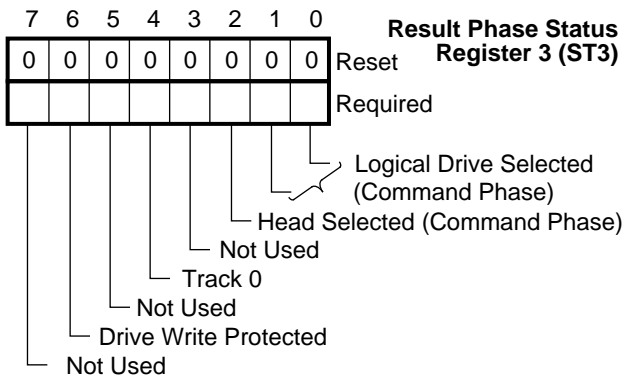 7 6 5 4 3 2 1 0
Result Phase Status
Register 3 (ST3)
0 0 0 0 0 0 0 0 Reset
Required
Logical Drive Selected
(Command Phase)
Head Selected (Command Phase)
Not Used
Track 0
Not Used
Drive Write Protected
Not Used